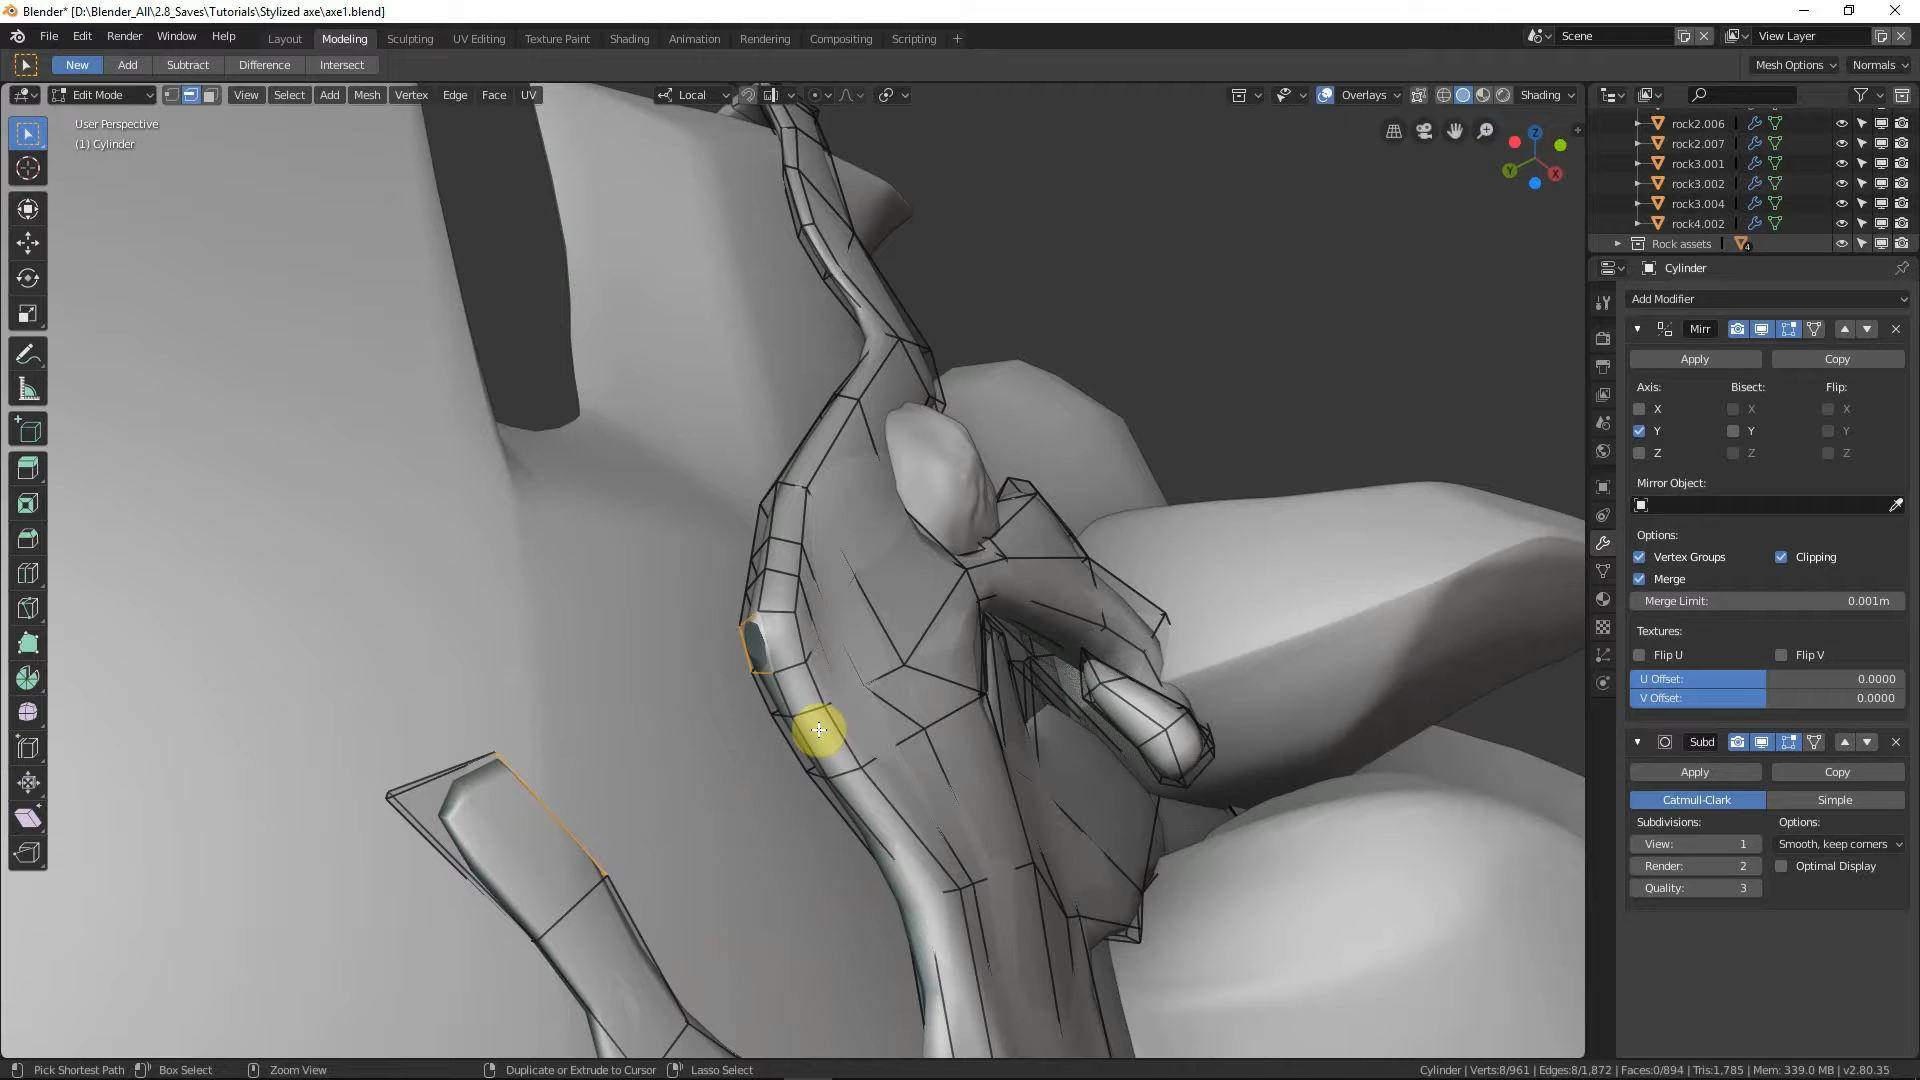 Blender* [D:\Blender_All\2.8_Saves\Tutorials\Stylized axe\axe1.blend]
File Edit Render Window Help Layout Modeling Sculpting UV Editing Texture Paint Shading Animation Rendering Compositing Scripting + Scene View Layer
New Add Subtract Difference Intersect Mesh Options Normals
Edit Mode View Select Add Mesh Vertex Edge Face UV Local Overlays Shading
User Perspective
(1) Cylinder
Z
Y
X
rock2.006
rock2.007
rock3.001
rock3.002
rock3.004
rock4.002
Rock assets 4
Cylinder
Add Modifier
Mirr
Apply Copy
Axis: Bisect: Flip:
X X X
Y Y Y
Z Z Z
Mirror Object:
Options:
Vertex Groups Clipping
Merge
Merge Limit: 0.001m
Textures:
Flip U Flip V
U Offset: 0.0000
V Offset: 0.0000
Subd
Apply Copy
Catmull-Clark Simple
Subdivisions: Options:
View: 1 Smooth, keep corners
Render: 2 Optimal Display
Quality: 3
Pick Shortest Path Box Select Zoom View Duplicate or Extrude to Cursor Lasso Select Cylinder | Verts:8/961 | Edges:8/1,872 | Faces:0/894 | Tris:1,785 | Mem: 339.0 MB | v2.80.35